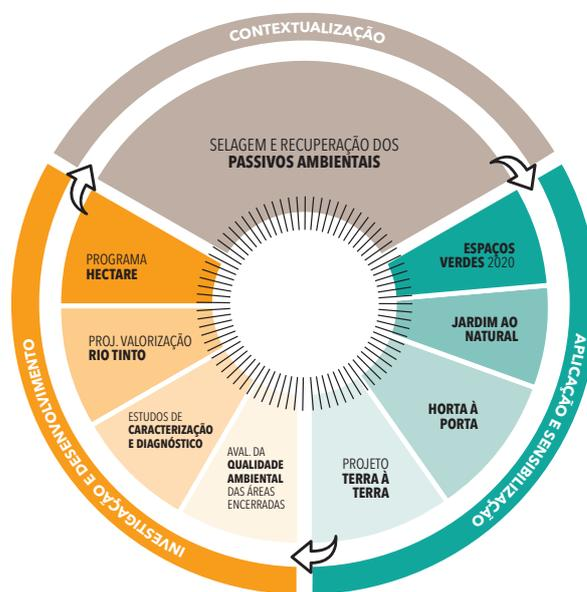 CONTEXTUALIZAÇÃO
SELAGEM E RECUPERAÇÃO DOS
PASSIVOS AMBIENTAIS
ESPAÇOS
VERDES 2020
JARDIM AO
NATURAL
HORTA À
PORTA
PROJETO
TERRA À
TERRA
APLICAÇÃO E SENSIBILIZAÇÃO
AVAL. DA
QUALIDADE
AMBIENTAL
DAS ÁREAS
ENCERRADAS
ESTUDOS DE
CARACTERIZAÇÃO
E DIAGNÓSTICO
PROJ. VALORIZAÇÃO
RIO TINTO
PROGRAMA
HECTARE
INVESTIGAÇÃO E DESENVOLVIMENTO